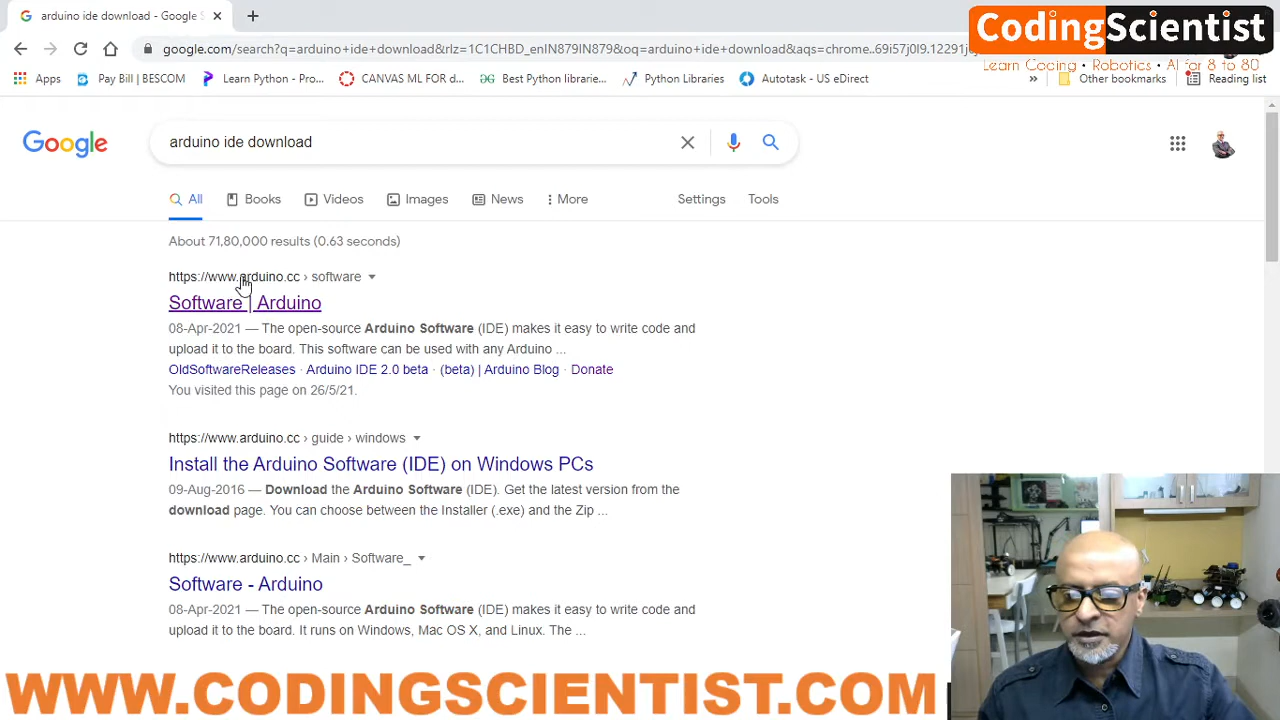 arduino ide download - Google S
CodingScientist
google.com/search?q=arduino+ide+download&rlz=1C1CHBD_enIN879IN879&oq=arduino+ide+download&aqs=chrome..69i57j0l9.12291j
Learn Coding • Robotics • AI for 8 to 80
Apps
Pay Bill | BESCOM
Learn Python - Pro...
CANVAS ML FOR d...
Best Python librarie...
Python Libraries
Autotask - US eDirect
»
Other bookmarks
Reading list
Google
arduino ide download
All
Books
Videos
Images
News
More
Settings
Tools
About 71,80,000 results (0.63 seconds)
https://www.arduino.cc › software
Software | Arduino
08-Apr-2021 — The open-source Arduino Software (IDE) makes it easy to write code and
upload it to the board. This software can be used with any Arduino ...
OldSoftwareReleases · Arduino IDE 2.0 beta · (beta) | Arduino Blog · Donate
You visited this page on 26/5/21.
https://www.arduino.cc › guide › windows
Install the Arduino Software (IDE) on Windows PCs
09-Aug-2016 — Download the Arduino Software (IDE). Get the latest version from the
download page. You can choose between the Installer (.exe) and the Zip ...
https://www.arduino.cc › Main › Software_
Software - Arduino
08-Apr-2021 — The open-source Arduino Software (IDE) makes it easy to write code and
upload it to the board. It runs on Windows, Mac OS X, and Linux. The ...
WWW.CODINGSCIENTIST.COM